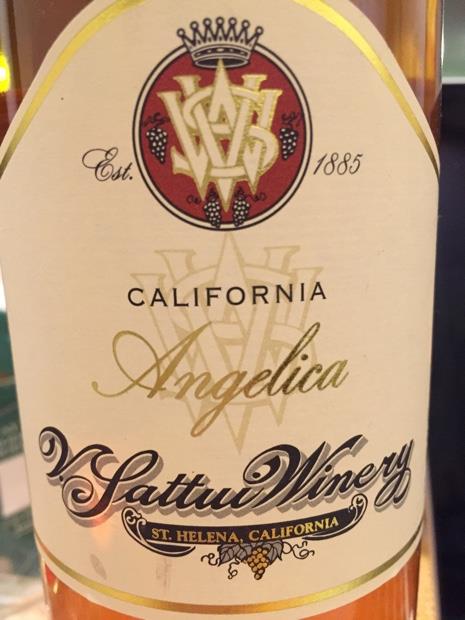 Est. 1885
CALIFORNIA
Angelica
V. Sattui Winery
ST. HELENA, CALIFORNIA